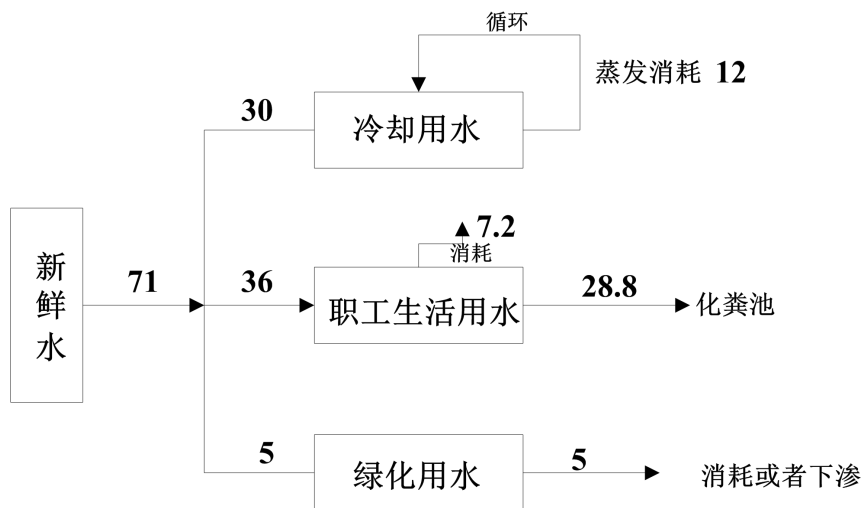 循环
蒸发消耗 12
30
冷却用水
7.2
消耗
新鲜水
71
36
职工生活用水
28.8
化粪池
5
绿化用水
5
消耗或者下渗